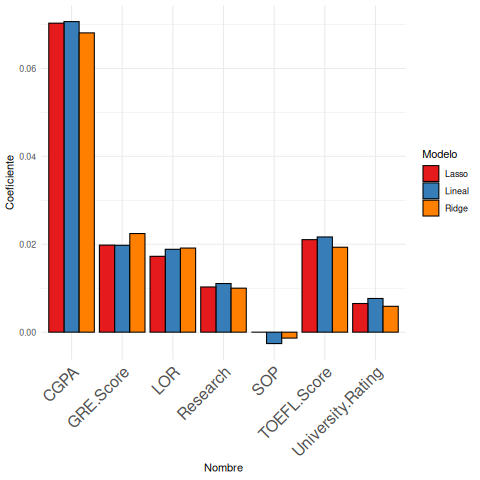 0.06
0.04
0.02
0.00
Coeficiente
CGPA
GRE.Score
LOR
Research
SOP
TOEFL.Score
University.Rating
Nombre
Modelo
Lasso
Lineal
Ridge